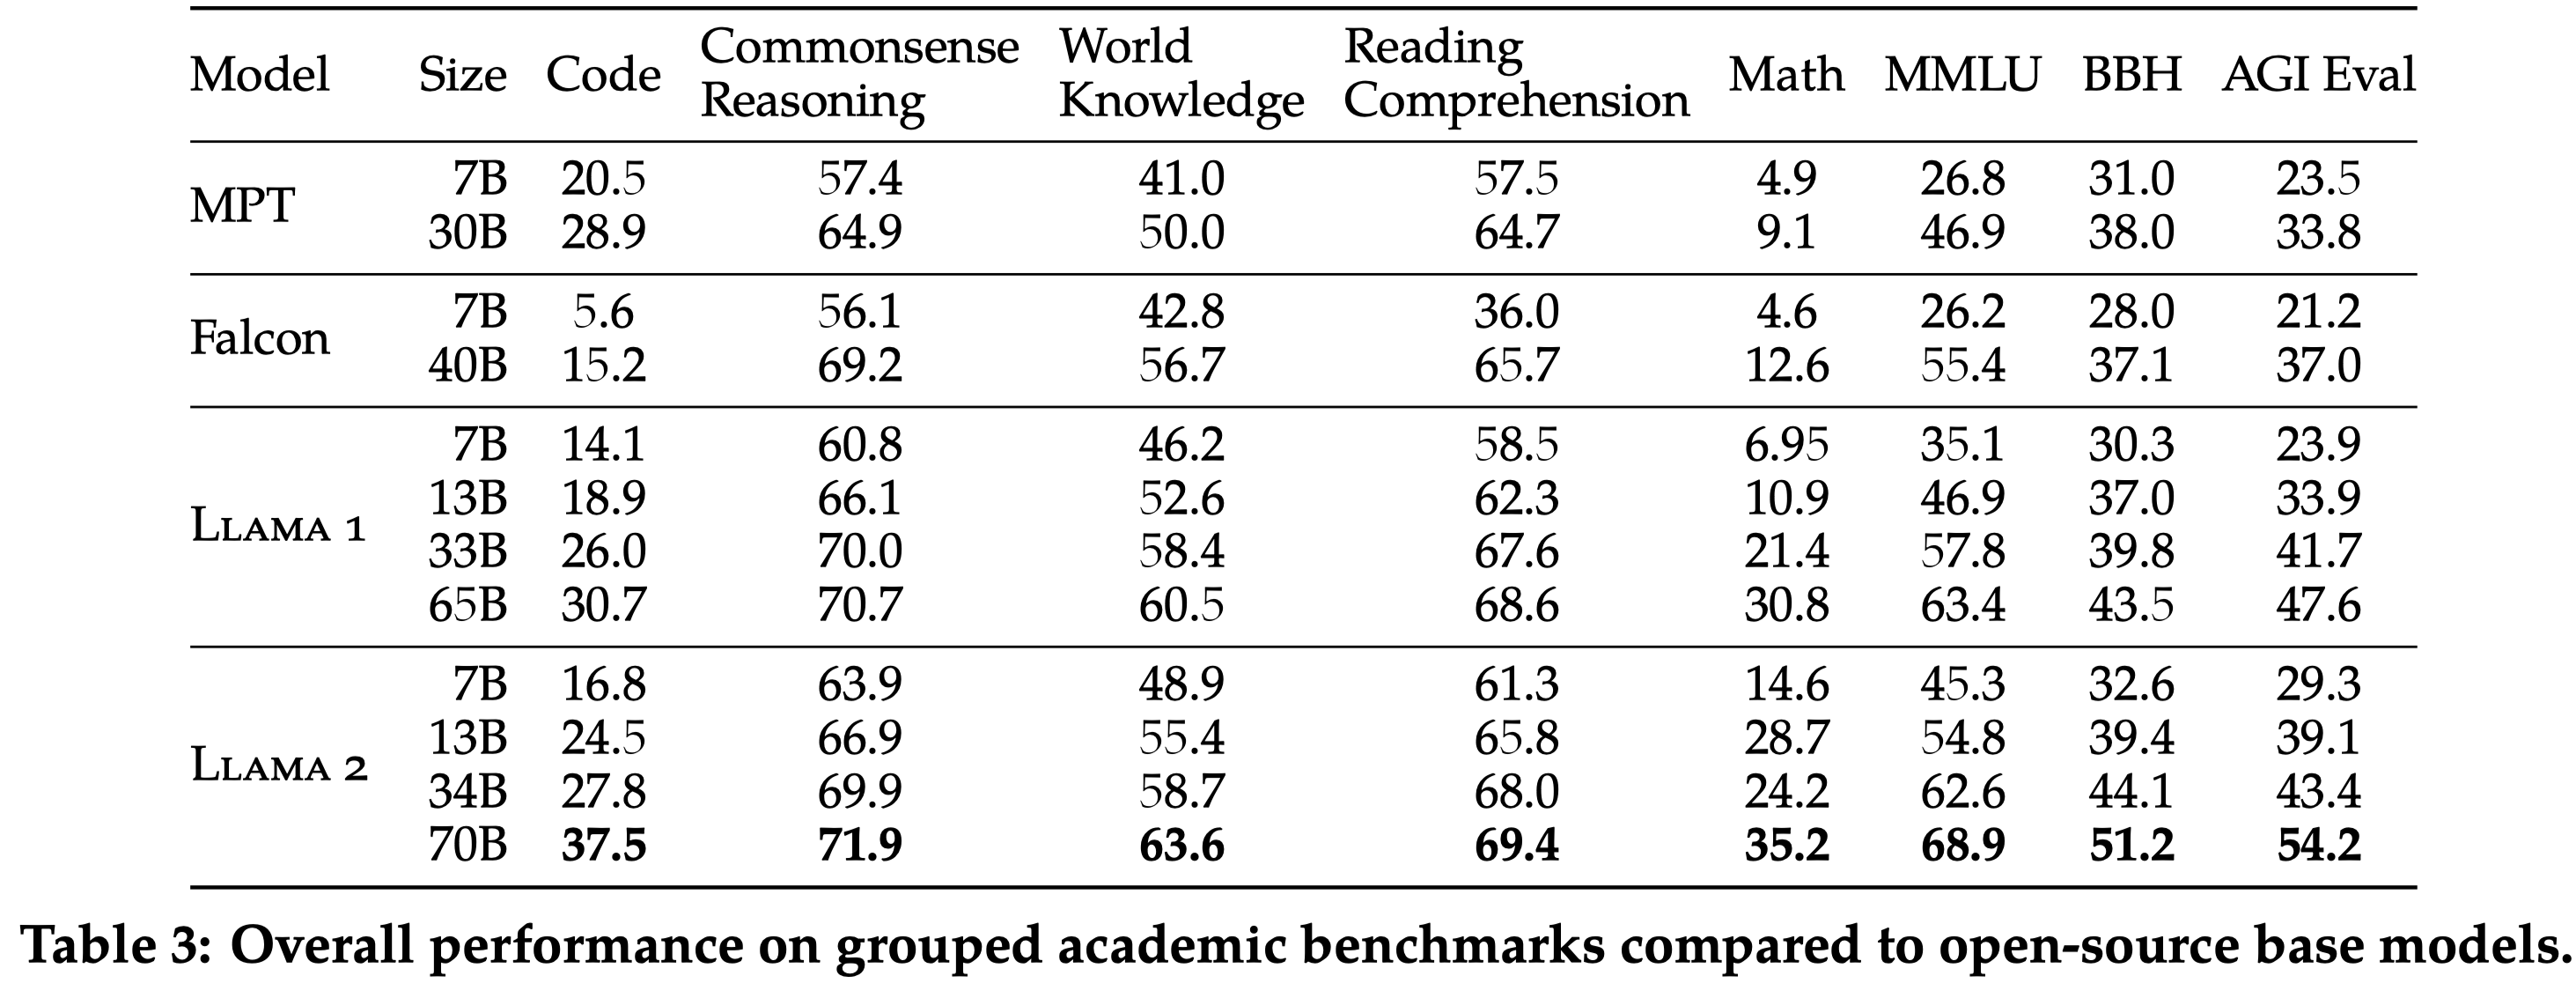 Model Size Code Commonsense Reasoning World Knowledge Reading Comprehension Math MMLU BBH AGI Eval
MPT 7B 20.5 57.4 41.0 57.5 4.9 26.8 31.0 23.5
30B 28.9 64.9 50.0 64.7 9.1 46.9 38.0 33.8
Falcon 7B 5.6 56.1 42.8 36.0 4.6 26.2 28.0 21.2
40B 15.2 69.2 56.7 65.7 12.6 55.4 37.1 37.0
LLAMA 1 7B 14.1 60.8 46.2 58.5 6.95 35.1 30.3 23.9
13B 18.9 66.1 52.6 62.3 10.9 46.9 37.0 33.9
33B 26.0 70.0 58.4 67.6 21.4 57.8 39.8 41.7
65B 30.7 70.7 60.5 68.6 30.8 63.4 43.5 47.6
LLAMA 2 7B 16.8 63.9 48.9 61.3 14.6 45.3 32.6 29.3
13B 24.5 66.9 55.4 65.8 28.7 54.8 39.4 39.1
34B 27.8 69.9 58.7 68.0 24.2 62.6 44.1 43.4
70B 37.5 71.9 63.6 69.4 35.2 68.9 51.2 54.2
Table 3: Overall performance on grouped academic benchmarks compared to open-source base models.